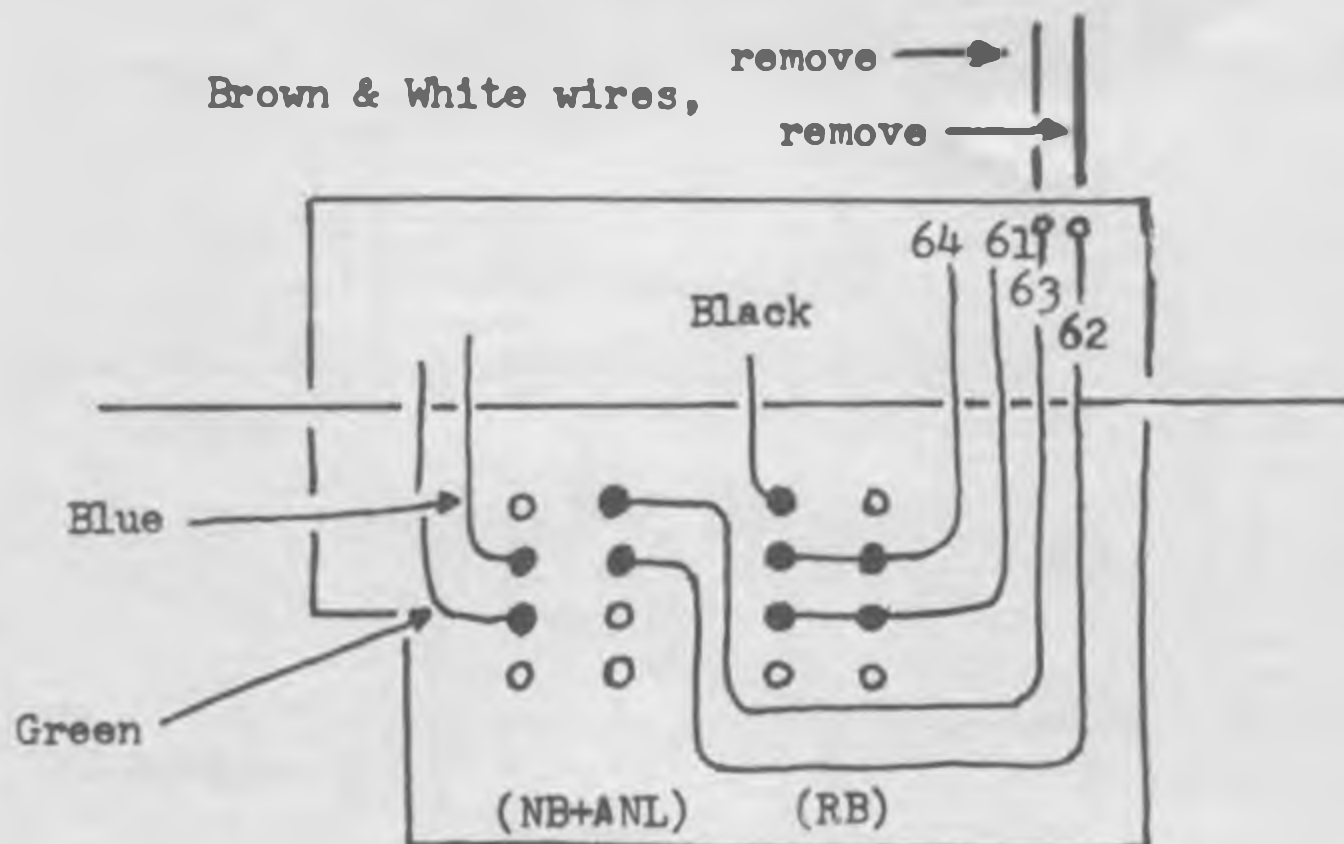 remove
Brown & White wires,
remove
64 61
63
62
Black
Blue
Green
(NB+ANL) (RB)